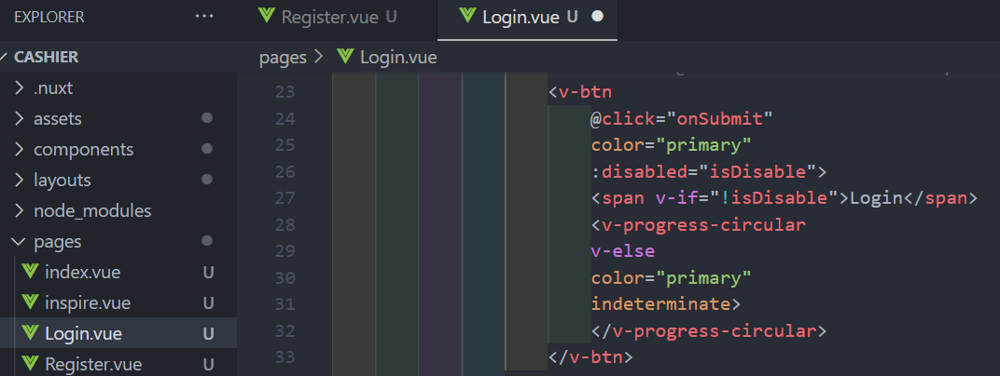 EXPLORER ···
CASHIER
.nuxt
assets
components
layouts
node_modules
pages
index.vue U
inspire.vue U
Login.vue U
Register.vue U
Register.vue U Login.vue U
pages > Login.vue
23 <v-btn
24 @click="onSubmit"
25 color="primary"
26 :disabled="isDisable">
27 <span v-if="!isDisable">Login</span>
28 <v-progress-circular
29 v-else
30 color="primary"
31 indeterminate>
32 </v-progress-circular>
33 </v-btn>